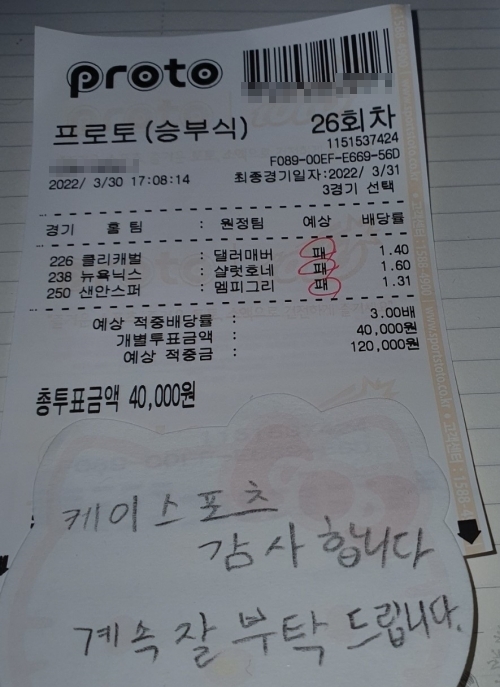 proto
프로토(승부식) 26회차
1151537424
F089-00EF-E669-56D
2022/ 3/30 17:08:14 최종경기일자:2022/ 3/31
3경기 선택
경기 홈 팀 : 원정팀 예상 배당률
226 클리캐벌 : 댈러매버 패 1.40
238 뉴욕닉스 : 샬럿호네 패 1.60
250 샌안스퍼 : 멤피그리 패 1.31
예상 적중배당률 : 3.00배
개별투표금액 : 40,000원
예상 적중금 : 120,000원
총투표금액 40,000원
케이스포츠
감사합니다
계속 잘 부탁 드립니다.